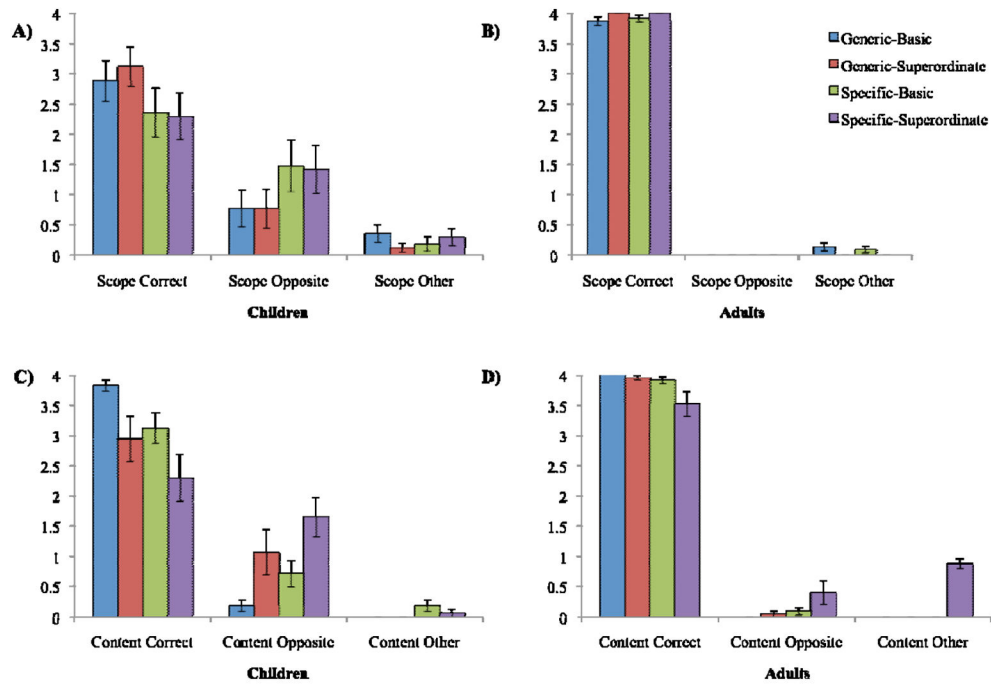 A)
4
3.5
3
2.5
2
1.5
1
0.5
0
Scope Correct Scope Opposite Scope Other
Children
B)
4
3.5
3
2.5
2
1.5
1
0.5
0
Scope Correct Scope Opposite Scope Other
Adults
Generic-Basic
Generic-Superordinate
Specific-Basic
Specific-Superordinate
C)
4
3.5
3
2.5
2
1.5
1
0.5
0
Content Correct Content Opposite Content Other
Children
D)
4
3.5
3
2.5
2
1.5
1
0.5
0
Content Correct Content Opposite Content Other
Adults